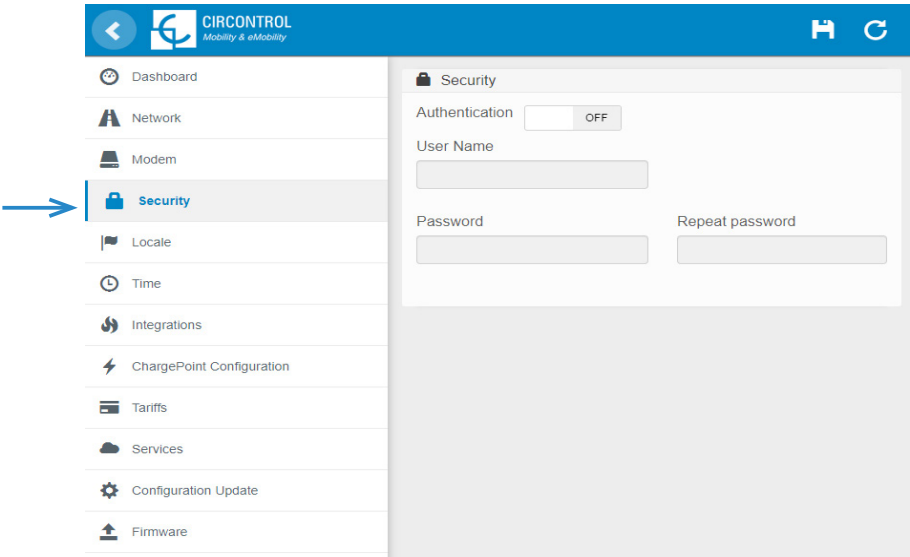 CIRCONTROL
Mobility & eMobility
Dashboard
Network
Modem
Security
Locale
Time
Integrations
ChargePoint Configuration
Tariffs
Services
Configuration Update
Firmware
Security
Authentication OFF
User Name
Password Repeat password